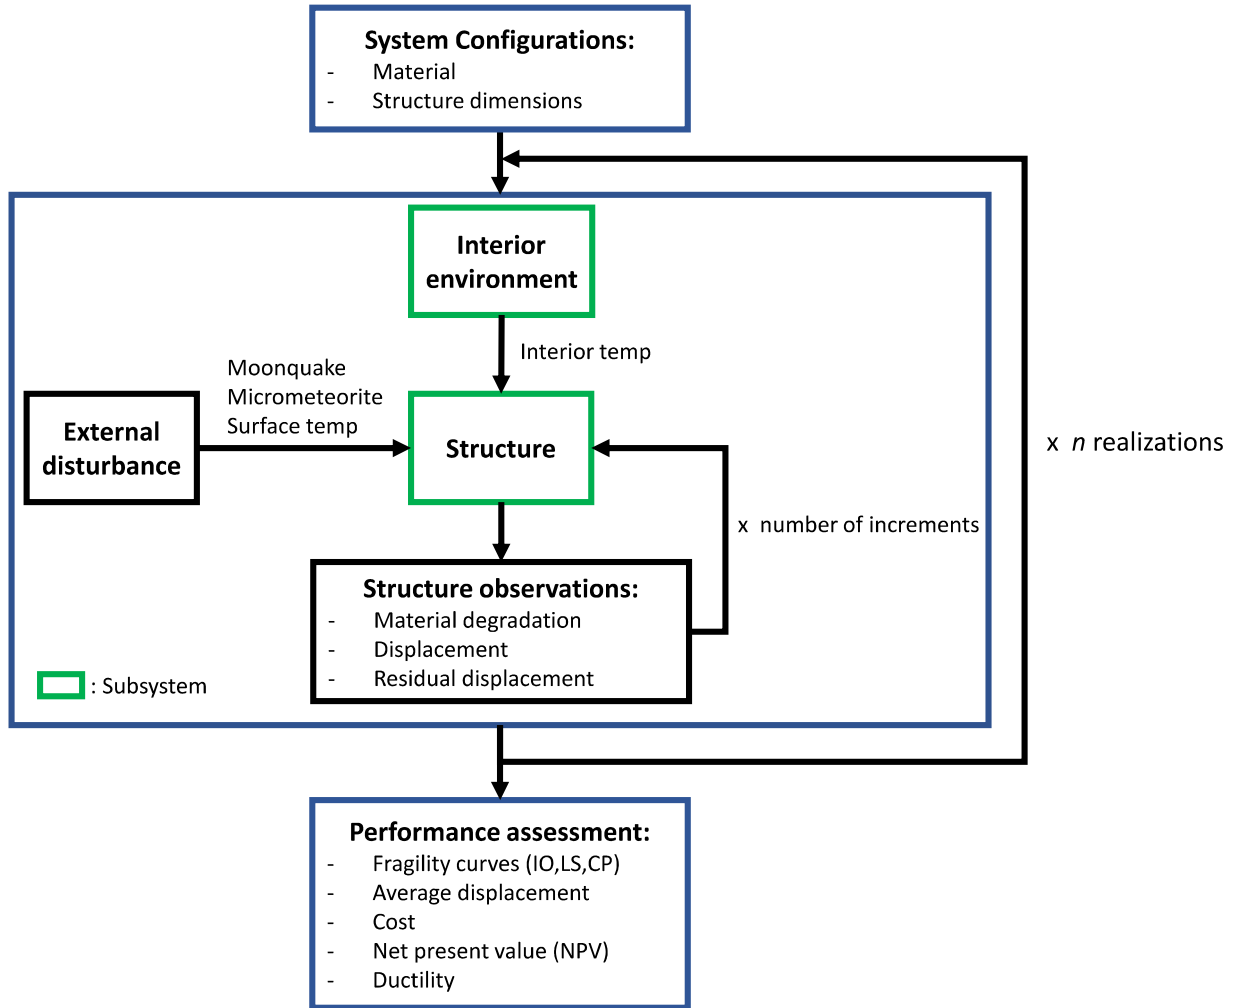 System Configurations:
- Material
- Structure dimensions
Interior
environment
Interior temp
Moonquake
Micrometeorite
Surface temp
External
disturbance
Structure
x n realizations
x number of increments
Structure observations:
- Material degradation
- Displacement
- Residual displacement
: Subsystem
Performance assessment:
- Fragility curves (IO,LS,CP)
- Average displacement
- Cost
- Net present value (NPV)
- Ductility